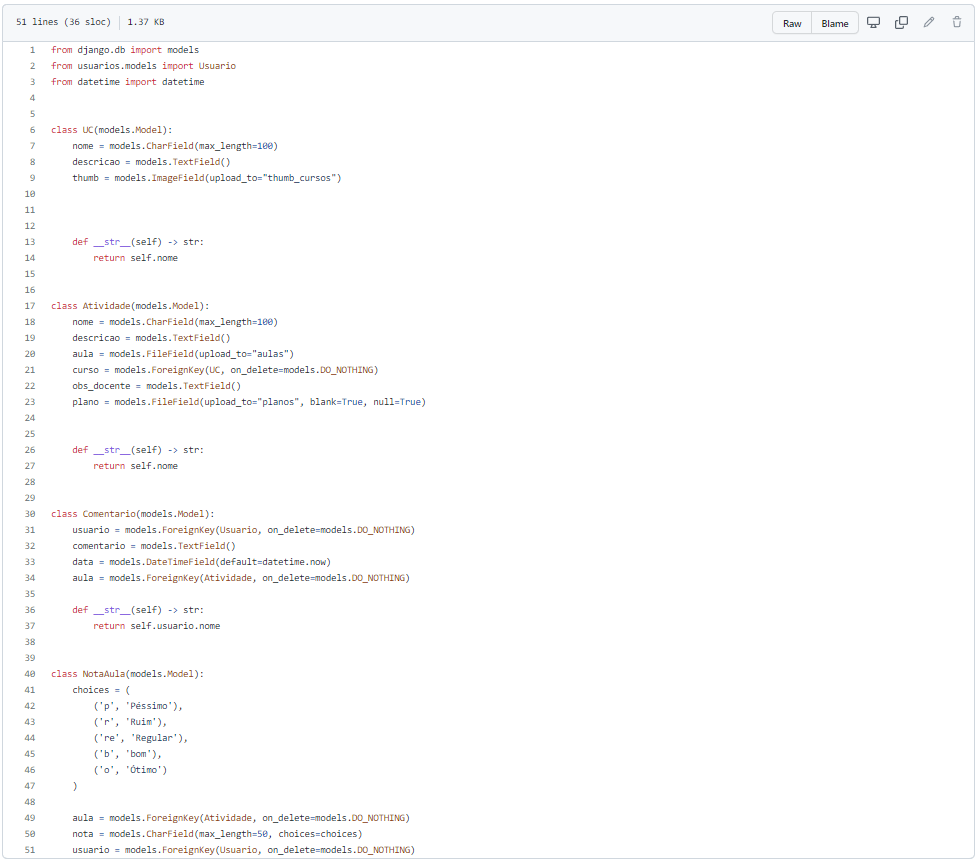 51 lines (36 sloc) 1.37 KB Raw Blame
1 from django.db import models
2 from usuarios.models import Usuario
3 from datetime import datetime
4
5
6 class UC(models.Model):
7     nome = models.CharField(max_length=100)
8     descricao = models.TextField()
9     thumb = models.ImageField(upload_to="thumb_cursos")
10
11
12
13     def __str__(self) -> str:
14         return self.nome
15
16
17 class Atividade(models.Model):
18     nome = models.CharField(max_length=100)
19     descricao = models.TextField()
20     aula = models.FileField(upload_to="aulas")
21     curso = models.ForeignKey(UC, on_delete=models.DO_NOTHING)
22     obs_docente = models.TextField()
23     plano = models.FileField(upload_to="planos", blank=True, null=True)
24
25
26     def __str__(self) -> str:
27         return self.nome
28
29
30 class Comentario(models.Model):
31     usuario = models.ForeignKey(Usuario, on_delete=models.DO_NOTHING)
32     comentario = models.TextField()
33     data = models.DateTimeField(default=datetime.now)
34     aula = models.ForeignKey(Atividade, on_delete=models.DO_NOTHING)
35
36     def __str__(self) -> str:
37         return self.usuario.nome
38
39
40 class NotaAula(models.Model):
41     choices = (
42         ('p', 'Péssimo'),
43         ('r', 'Ruim'),
44         ('re', 'Regular'),
45         ('b', 'bom'),
46         ('o', 'Ótimo')
47     )
48
49     aula = models.ForeignKey(Atividade, on_delete=models.DO_NOTHING)
50     nota = models.CharField(max_length=50, choices=choices)
51     usuario = models.ForeignKey(Usuario, on_delete=models.DO_NOTHING)